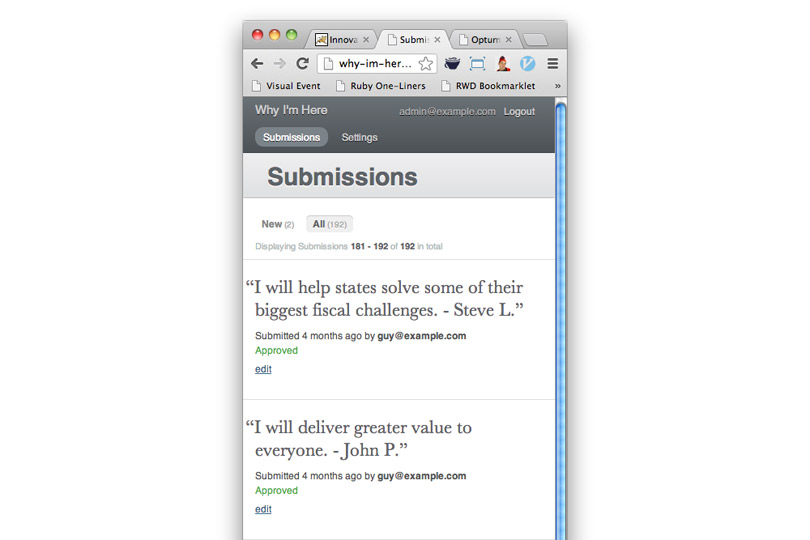 Innova
Submis
Optum
why-im-her...
Visual Event
Ruby One-Liners
RWD Bookmarklet
»
Why I'm Here
admin@example.com Logout
Submissions Settings
Submissions
New (2) All (192)
Displaying Submissions 181 - 192 of 192 in total
“I will help states solve some of their
biggest fiscal challenges. - Steve L.”
Submitted 4 months ago by guy@example.com
Approved
edit
“I will deliver greater value to
everyone. - John P.”
Submitted 4 months ago by guy@example.com
Approved
edit